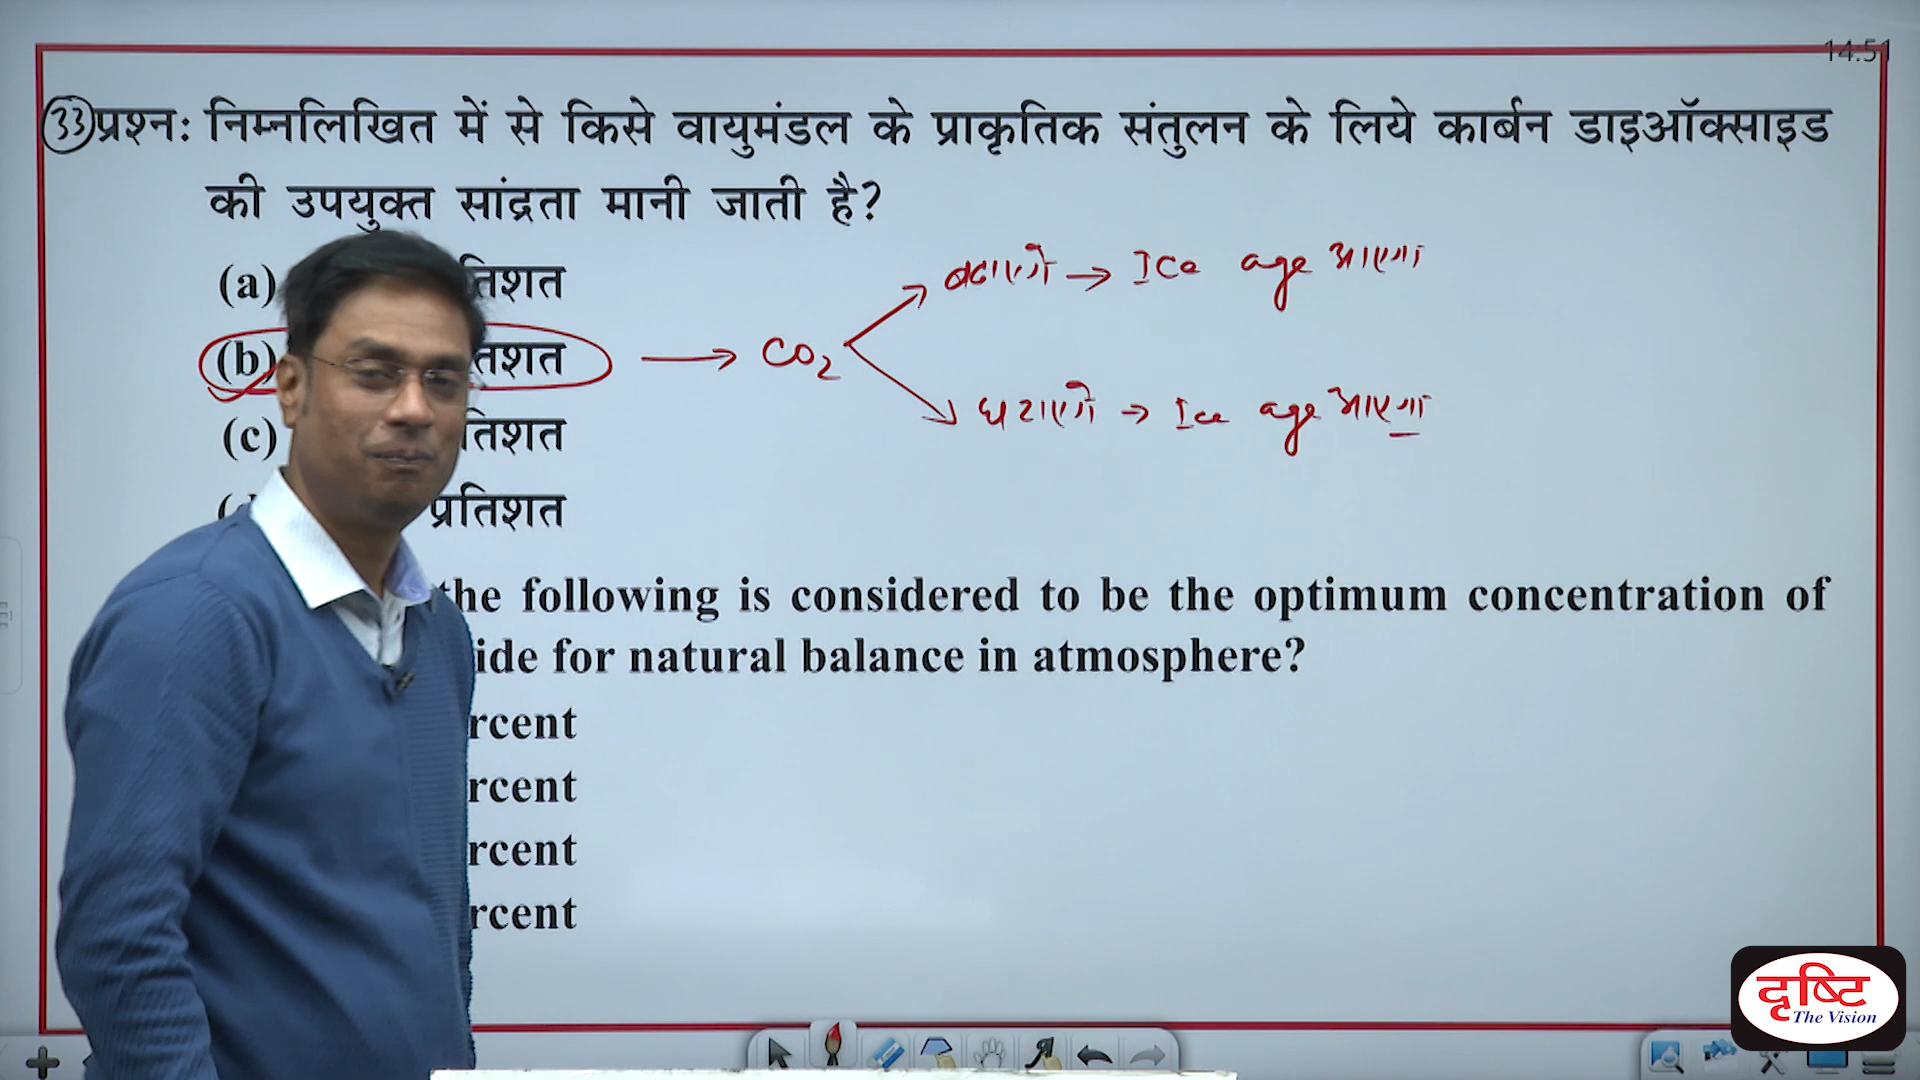 14:51
33 प्रश्न: निम्नलिखित में से किसे वायुमंडल के प्राकृतिक संतुलन के लिये कार्बन डाइऑक्साइड
की उपयुक्त सांद्रता मानी जाती है?
(a) तिशत
बढाएगे → Ice age आएगा
(b) तिशत → CO2
घटाएगे → Ice age आएगा
(c) तिशत
प्रतिशत
the following is considered to be the optimum concentration of
ide for natural balance in atmosphere?
rcent
rcent
rcent
rcent
दृष्टि
The Vision